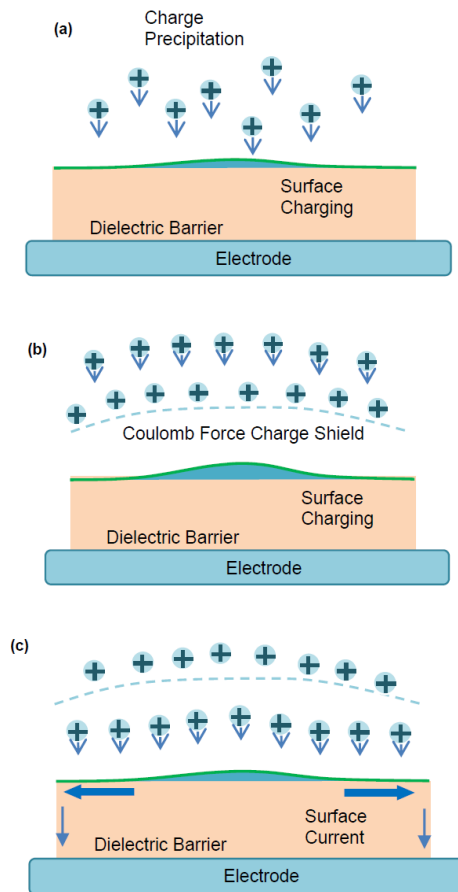 (a)
Charge
Precipitation
+ + + + + + + +
Surface
Charging
Dielectric Barrier
Electrode
(b)
+ + + + + + +
+ + + + + + + +
Coulomb Force Charge Shield
Surface
Charging
Dielectric Barrier
Electrode
(c)
+ + + + + + + +
+ + + + + + + + +
Surface
Current
Dielectric Barrier
Electrode